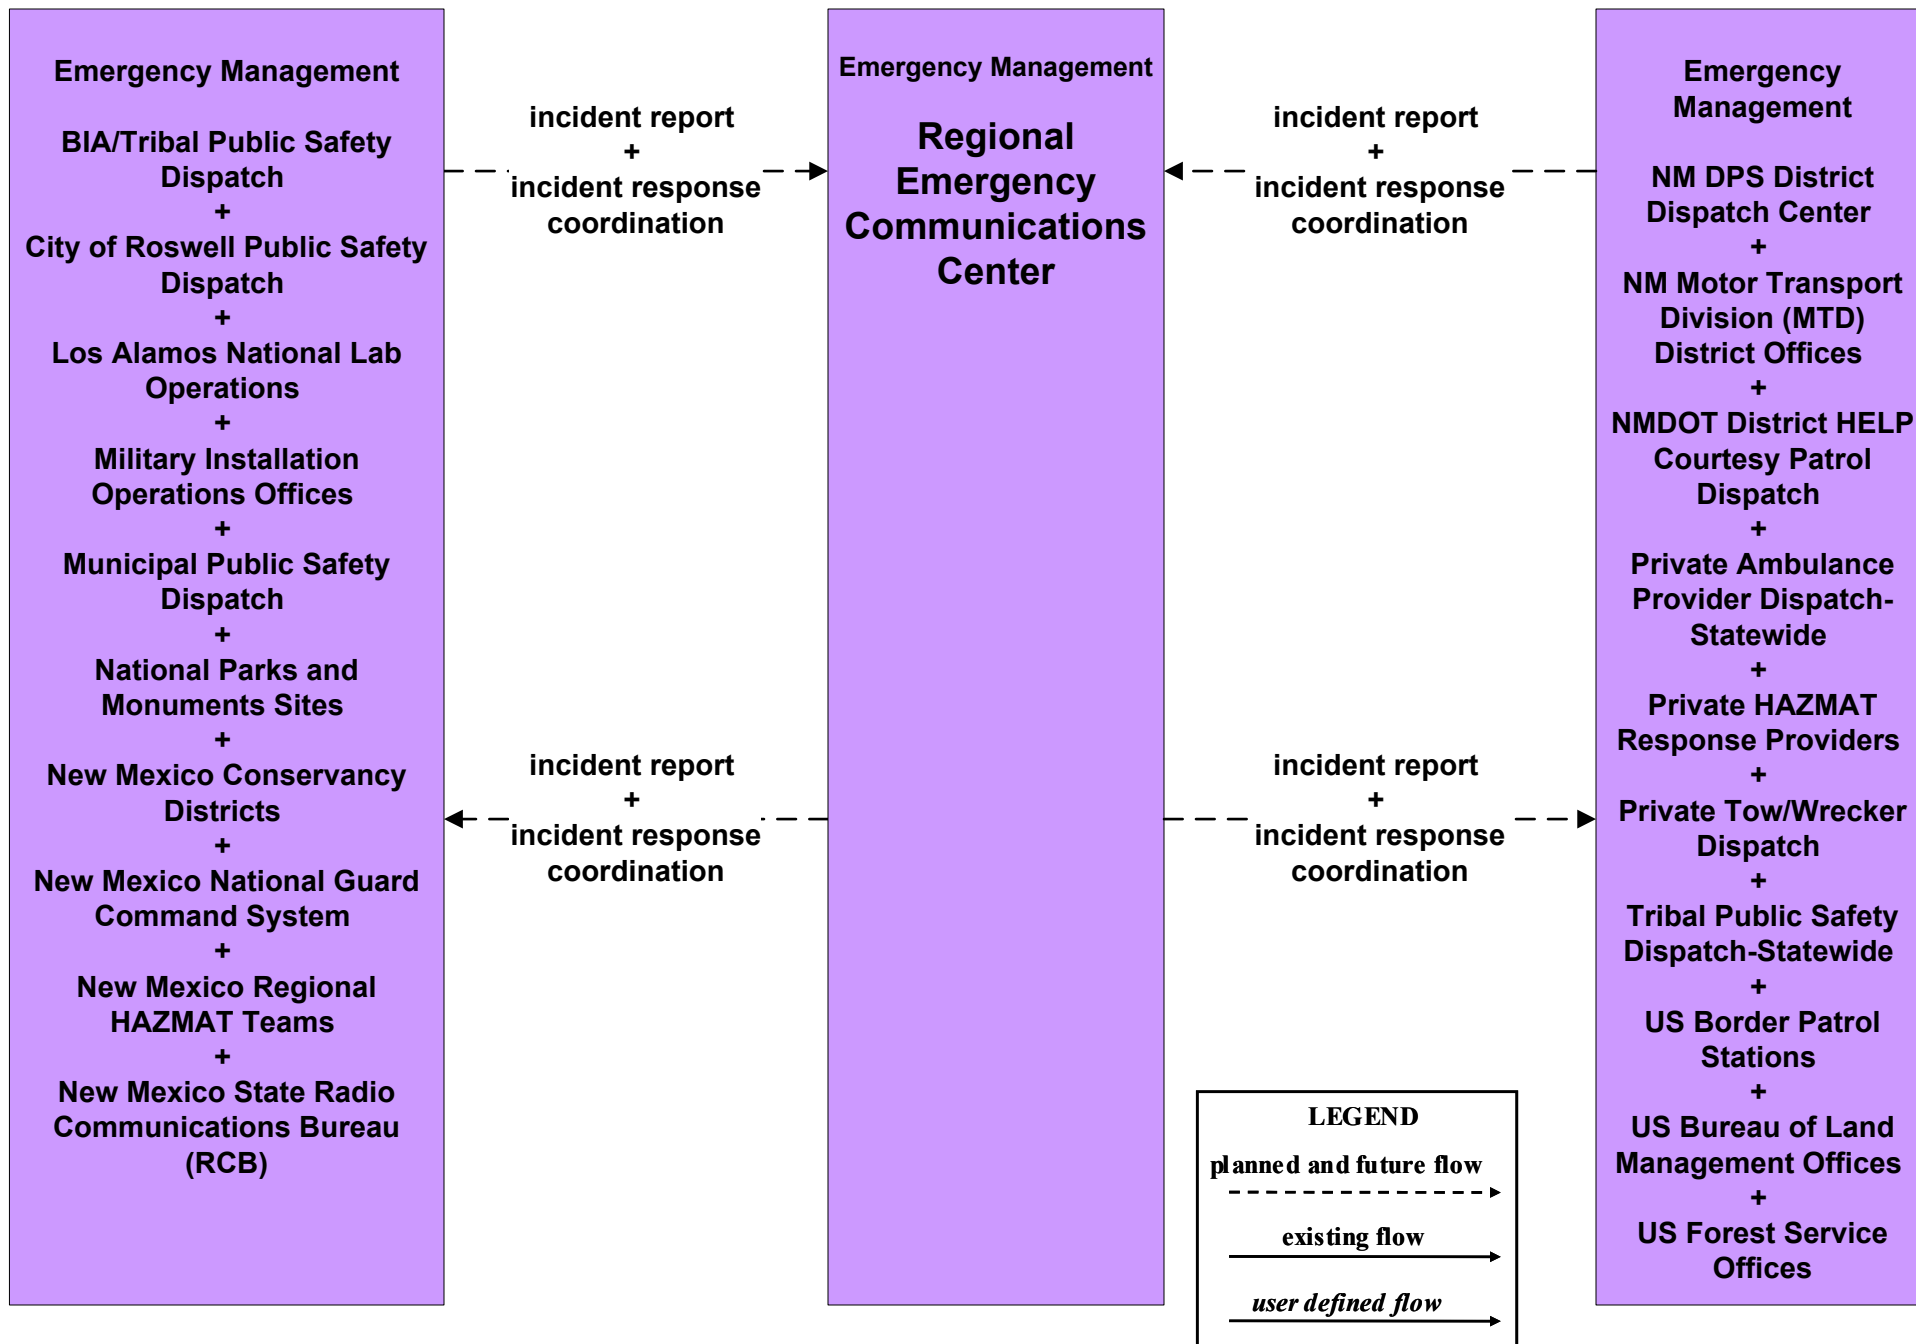 Emergency Management
BIA/Tribal Public Safety
Dispatch
+
City of Roswell Public Safety
Dispatch
+
Los Alamos National Lab
Operations
+
Military Installation
Operations Offices
+
Municipal Public Safety
Dispatch
+
National Parks and
Monuments Sites
+
New Mexico Conservancy
Districts
+
New Mexico National Guard
Command System
+
New Mexico Regional
HAZMAT Teams
+
New Mexico State Radio
Communications Bureau
(RCB)
incident report
+
incident response
coordination
incident report
+
incident response
coordination
Emergency Management
Regional
Emergency
Communications
Center
incident report
+
incident response
coordination
incident report
+
incident response
coordination
Emergency
Management
NM DPS District
Dispatch Center
+
NM Motor Transport
Division (MTD)
District Offices
+
NMDOT District HELP
Courtesy Patrol
Dispatch
+
Private Ambulance
Provider Dispatch-
Statewide
+
Private HAZMAT
Response Providers
+
Private Tow/Wrecker
Dispatch
+
Tribal Public Safety
Dispatch-Statewide
+
US Border Patrol
Stations
+
US Bureau of Land
Management Offices
+
US Forest Service
Offices
LEGEND
planned and future flow
existing flow
user defined flow